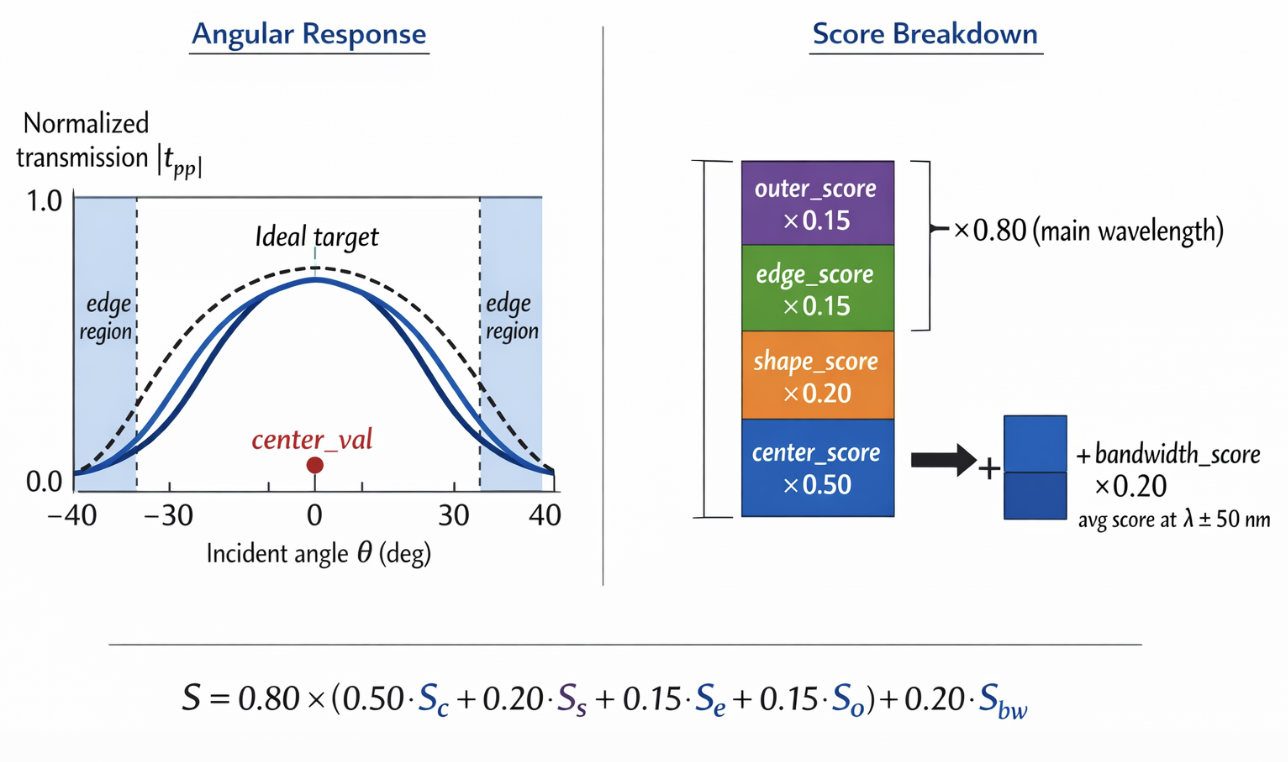 Angular Response
Normalized
transmission |t_pp|
1.0
Ideal target
edge
region
edge
region
center_val
0.0
−40
−30
0
30
40
Incident angle θ (deg)
Score Breakdown
outer_score
×0.15
edge_score
×0.15
shape_score
×0.20
center_score
×0.50
×0.80 (main wavelength)
+
+ bandwidth_score
×0.20
avg score at λ ± 50 nm
S = 0.80 × (0.50 · S_c + 0.20 · S_s + 0.15 · S_e + 0.15 · S_o) + 0.20 · S_bw